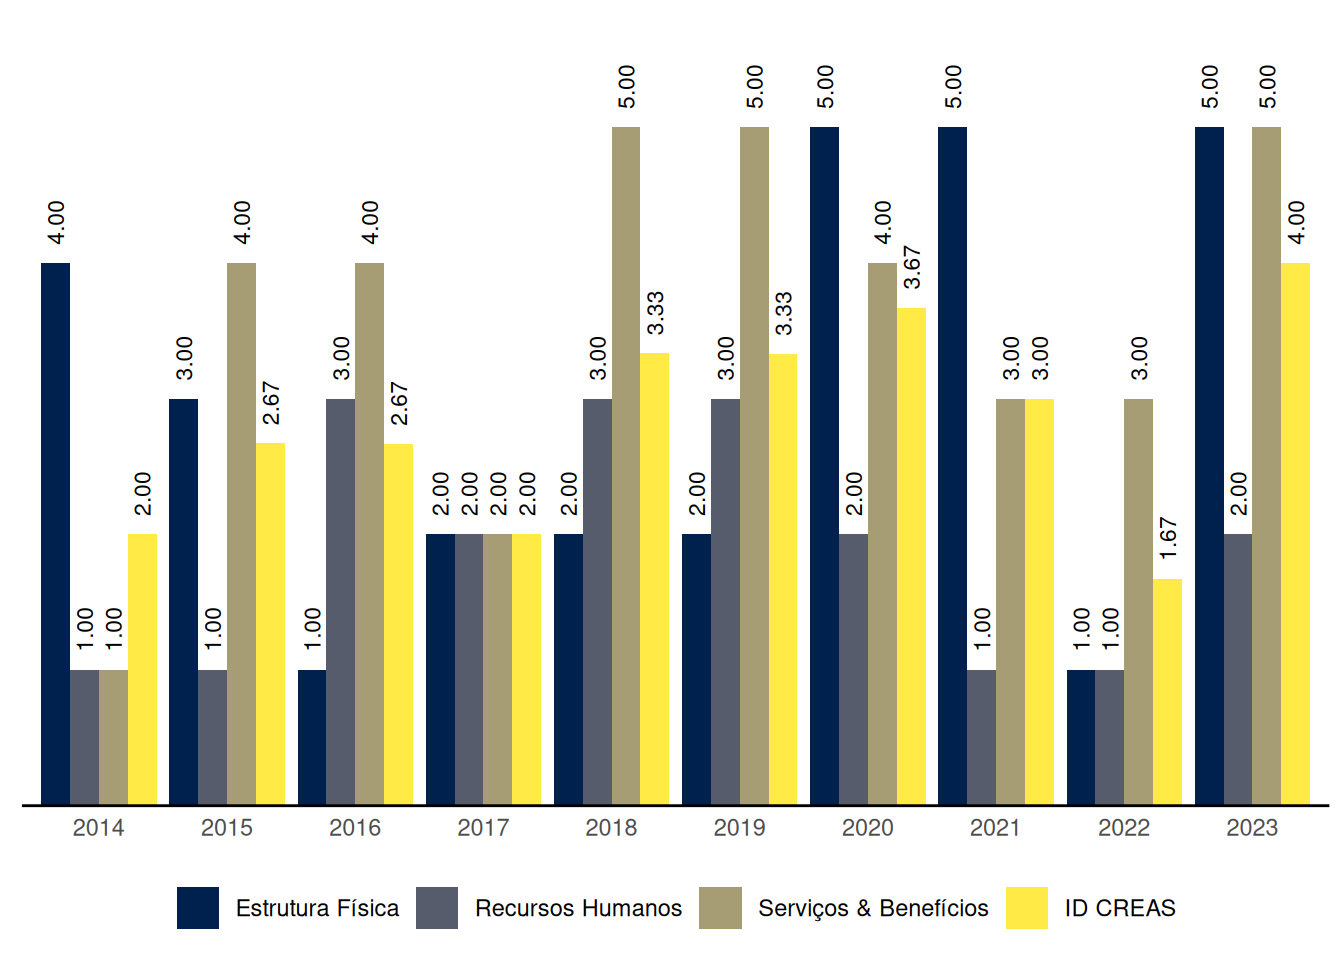 4.00 1.00 1.00 2.00 3.00 1.00 4.00 2.67 1.00 3.00 4.00 2.67 2.00 2.00 2.00 2.00 2.00 3.00 5.00 3.33 2.00 3.00 5.00 3.33 5.00 2.00 4.00 3.67 5.00 1.00 3.00 3.00 1.00 1.00 3.00 1.67 5.00 2.00 5.00 4.00
2014 2015 2016 2017 2018 2019 2020 2021 2022 2023
Estrutura Física Recursos Humanos Serviços & Benefícios ID CREAS